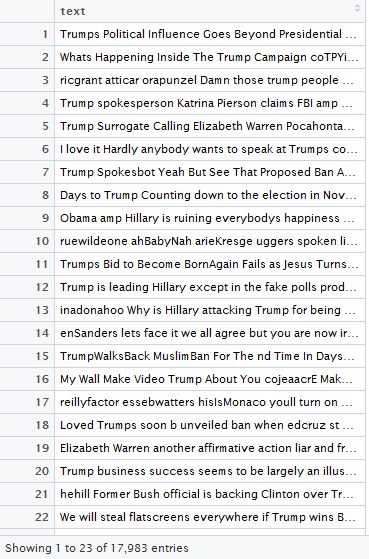 text
1 Trumps Political Influence Goes Beyond Presidential ...
2 Whats Happening Inside The Trump Campaign coTPYi...
3 ricgrant atticar orapunzel Damn those trump people ...
4 Trump spokesperson Katrina Pierson claims FBI amp ...
5 Trump Surrogate Calling Elizabeth Warren Pocahonta...
6 I love it Hardly anybody wants to speak at Trumps co...
7 Trump Spokesbot Yeah But See That Proposed Ban A...
8 Days to Trump Counting down to the election in Nov...
9 Obama amp Hillary is ruining everybodys happiness ...
10 ruewildeone ahBabyNah arieKresge uggers spoken li...
11 Trumps Bid to Become BornAgain Fails as Jesus Turns...
12 Trump is leading Hillary except in the fake polls prod...
13 inadonahoo Why is Hillary attacking Trump for being ...
14 enSanders lets face it we all agree but you are now ir...
15 TrumpWalksBack MuslimBan For The nd Time In Days...
16 My Wall Make Video Trump About You cojeaacrE Mak...
17 reillyfactor essebwatters hisIsMonaco youll turn on ...
18 Loved Trumps soon b unveiled ban when edcruz st ...
19 Elizabeth Warren another affirmative action liar and fr...
20 Trump business success seems to be largely an illus...
21 hehill Former Bush official is backing Clinton over Tr...
22 We will steal flatscreens everywhere if Trump wins B...
Showing 1 to 23 of 17,983 entries